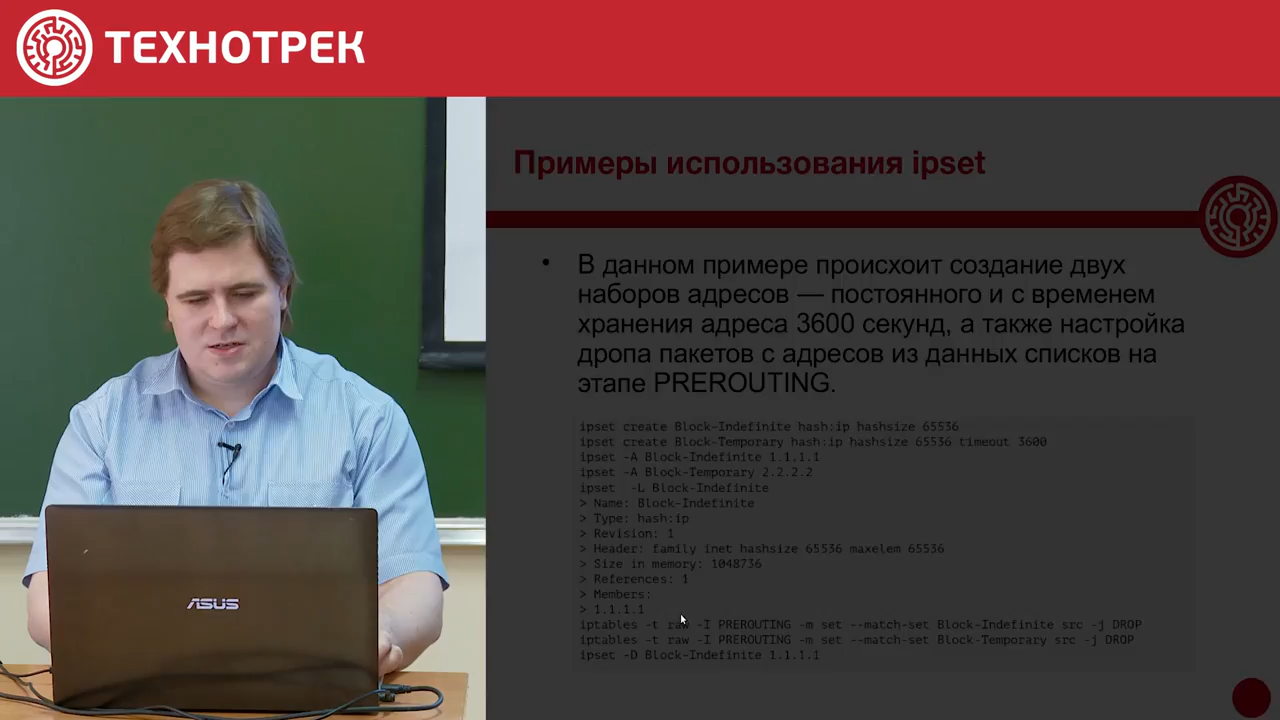 ТЕХНОТРЕК
Примеры использования ipset
• В данном примере происхоит создание двух
наборов адресов — постоянного и с временем
хранения адреса 3600 секунд, а также настройка
дропа пакетов с адресов из данных списков на
этапе PREROUTING.
ipset create Block-Indefinite hash:ip hashsize 65536
ipset create Block-Temporary hash:ip hashsize 65536 timeout 3600
ipset -A Block-Indefinite 1.1.1.1
ipset -A Block-Temporary 2.2.2.2
ipset  -L Block-Indefinite
> Name: Block-Indefinite
> Type: hash:ip
> Revision: 1
> Header: family inet hashsize 65536 maxelem 65536
> Size in memory: 1048736
> References: 1
> Members:
> 1.1.1.1
iptables -t raw -I PREROUTING -m set --match-set Block-Indefinite src -j DROP
iptables -t raw -I PREROUTING -m set --match-set Block-Temporary src -j DROP
ipset -D Block-Indefinite 1.1.1.1
ASUS